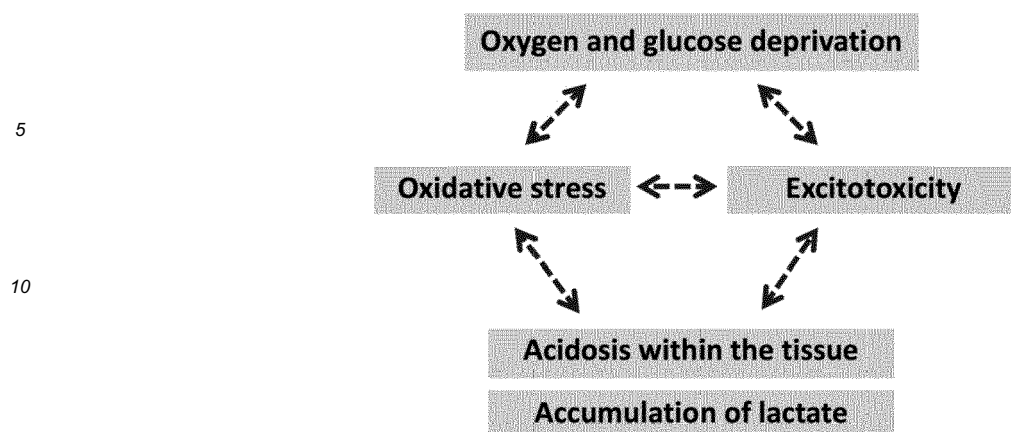 Oxygen and glucose deprivation
5
Oxidative stress
Excitotoxicity
10
Acidosis within the tissue
Accumulation of lactate